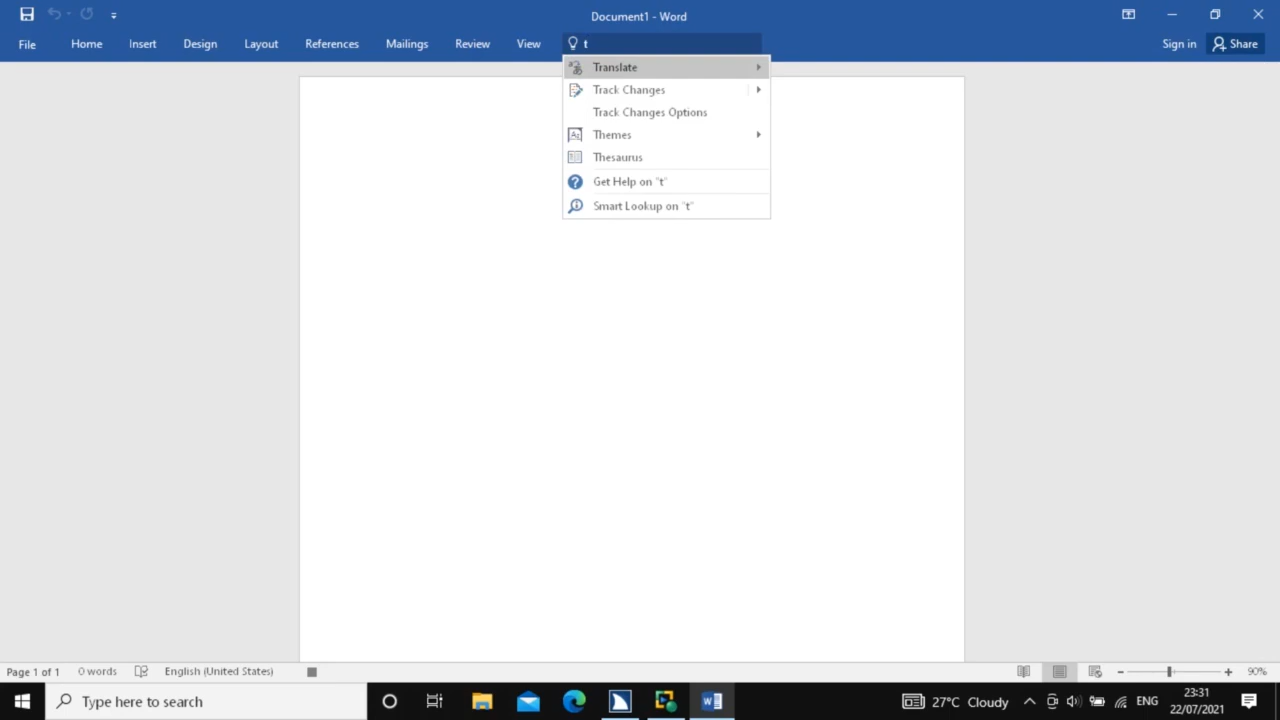 Document1 - Word
File Home Insert Design Layout References Mailings Review View t Sign in Share
Translate
Track Changes
Track Changes Options
Themes
Thesaurus
Get Help on "t"
Smart Lookup on "t"
Page 1 of 1 0 words English (United States) 90%
Type here to search 27°C Cloudy ENG 23:31
22/07/2021